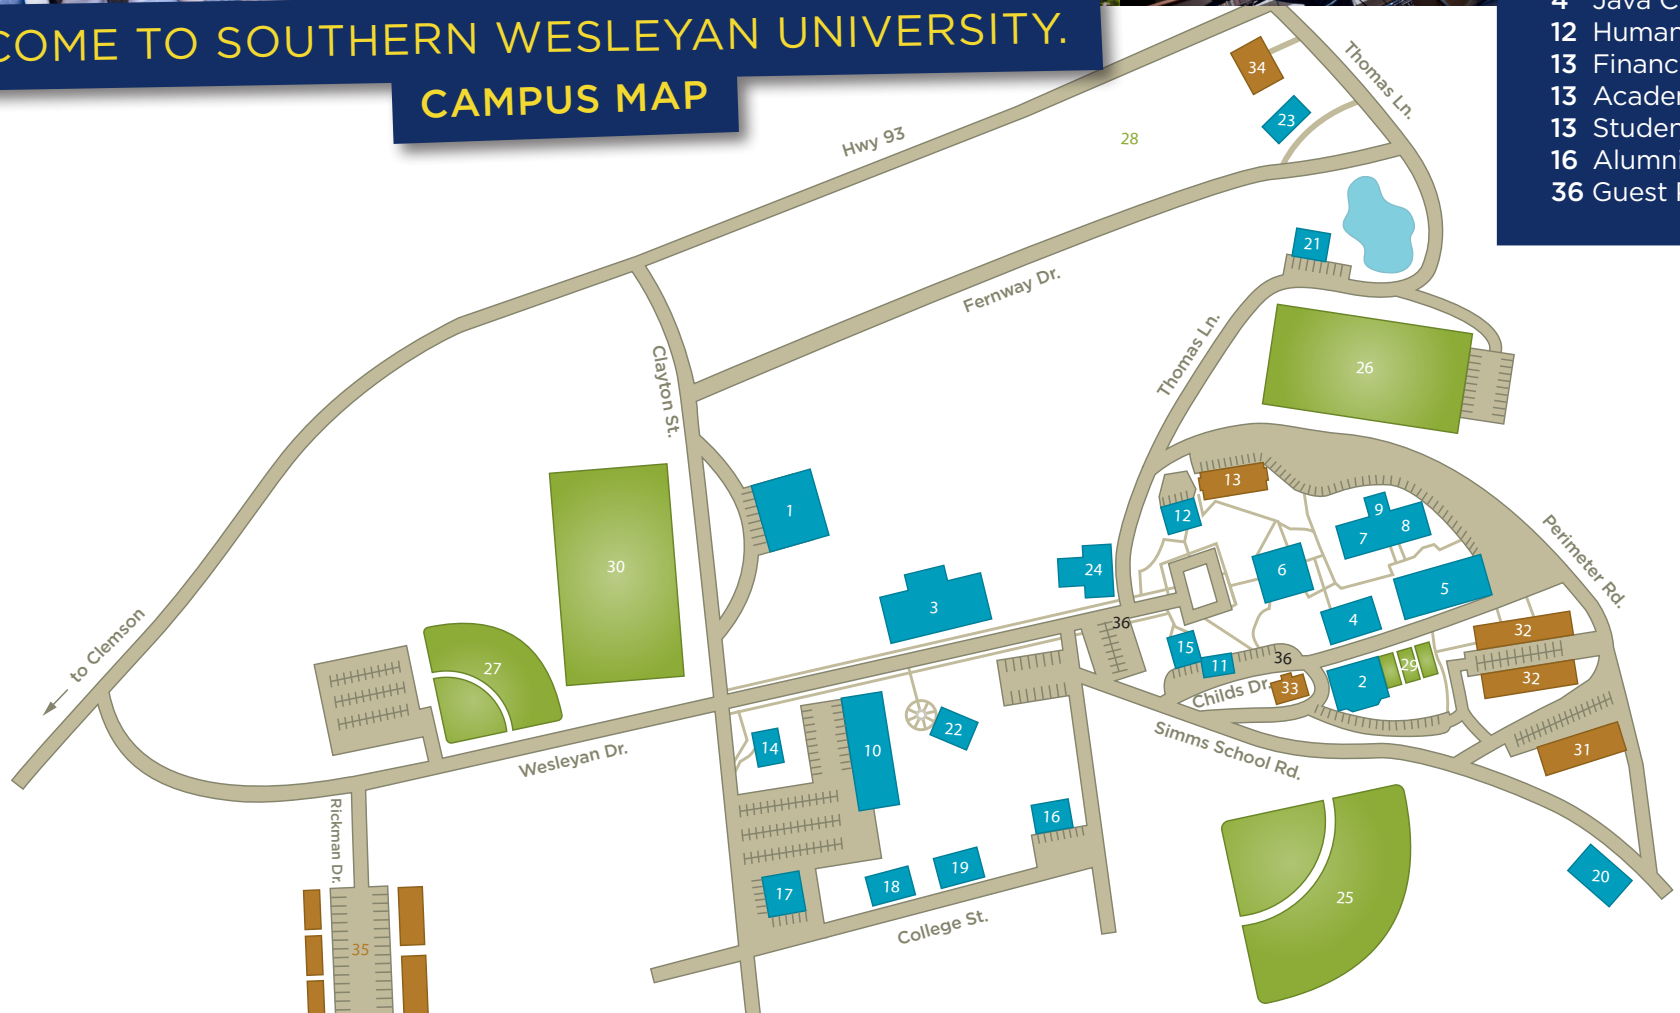 COME TO SOUTHERN WESLEYAN UNIVERSITY.
CAMPUS MAP
4 Java
12 Human
13
13
13
16 Alumni
36 Guest
Hwy 93
Thomas Ln.
34
23
28
21
Fernway Dr.
Thomas Ln.
26
Clayton St.
to Clemson
1
30
27
3
24
13
12
9
8
7
6
5
4
Perimeter Rd.
36
15
11
36
Childs Dr.
33
2
29
32
32
31
Simms School Rd.
Wesleyan Dr.
14
10
22
16
17
18
19
College St.
Rickman Dr.
35
25
20